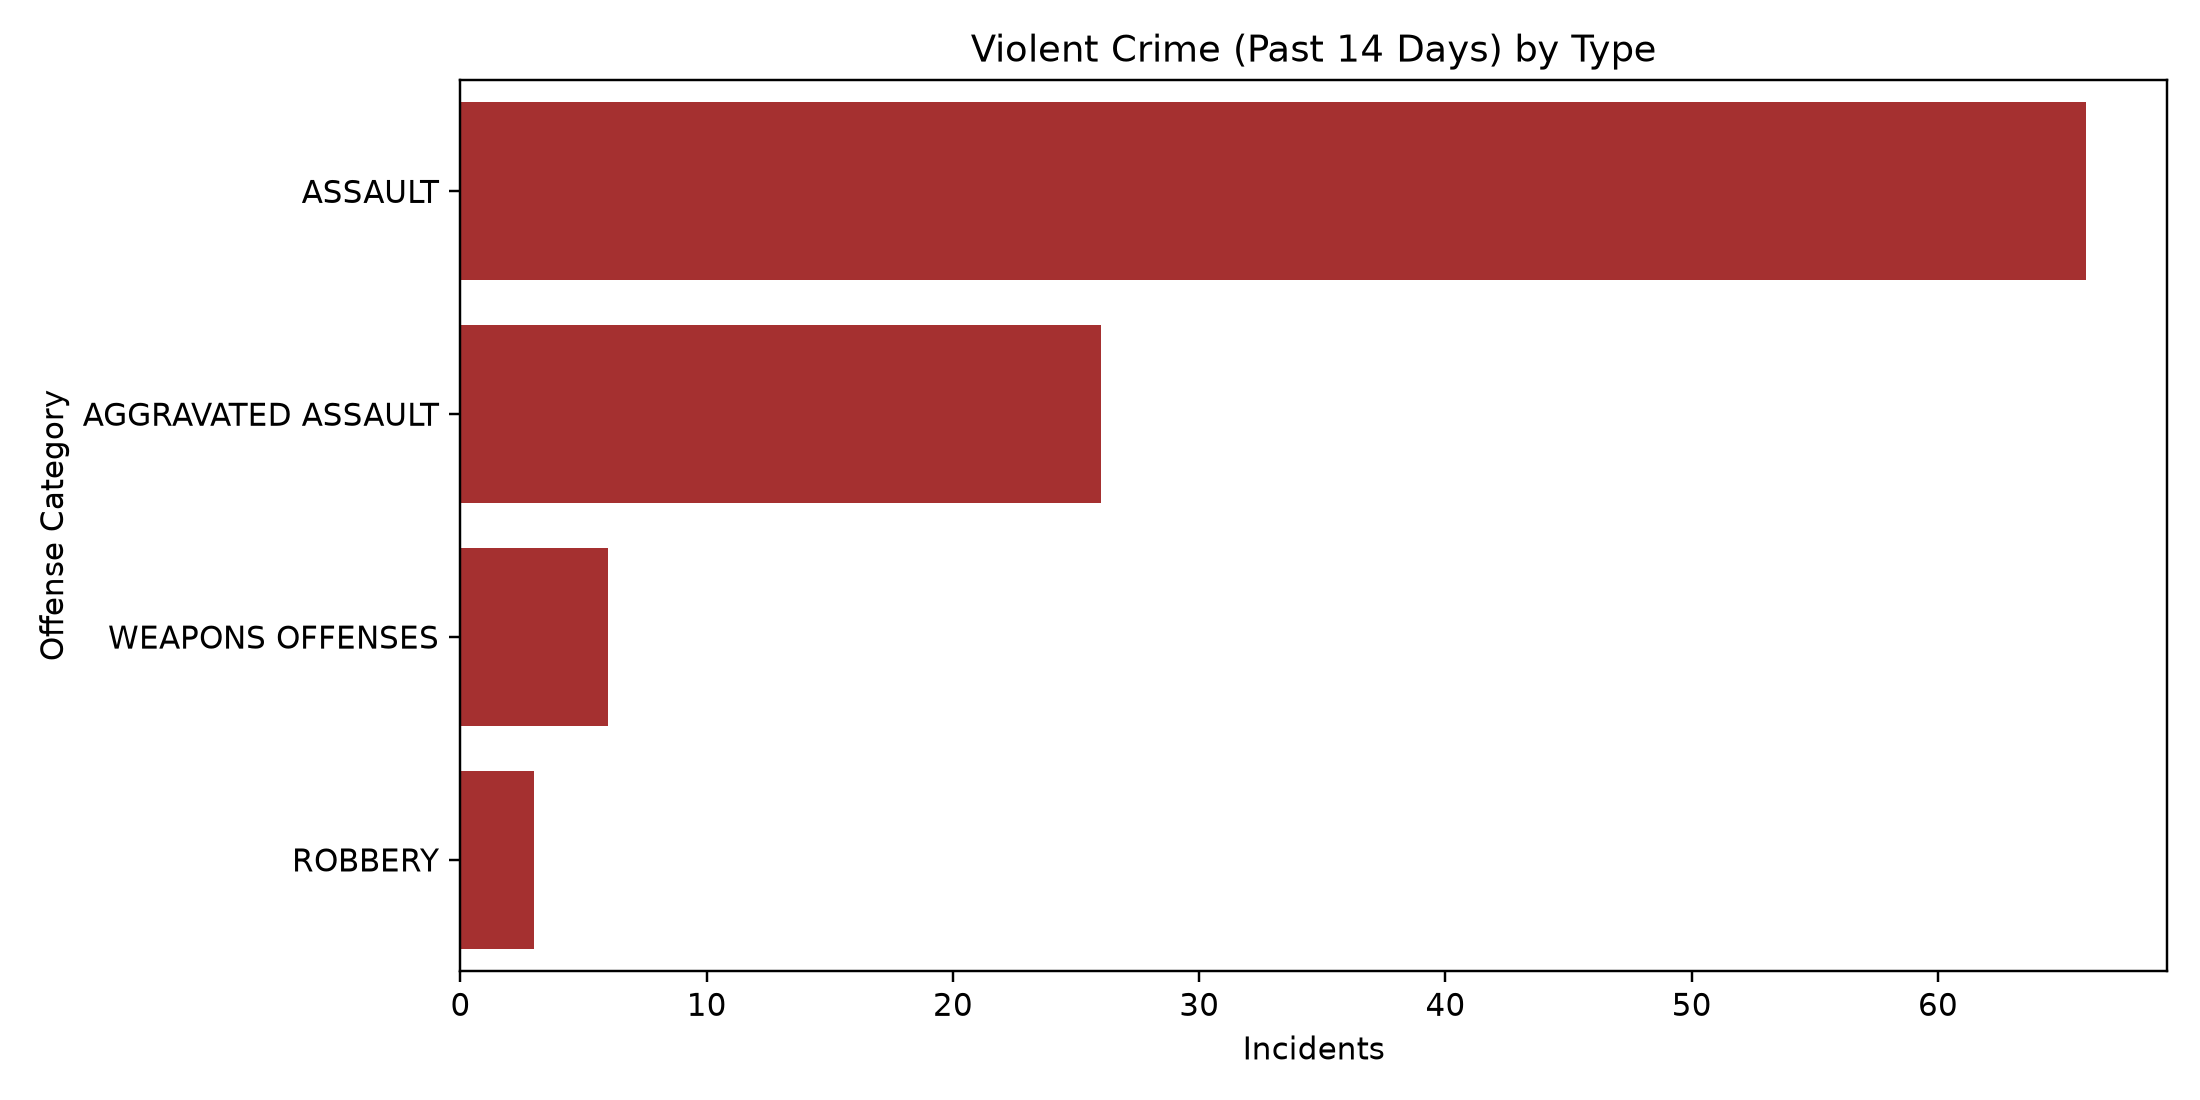 Violent Crime (Past 14 Days) by Type
Offense Category
ASSAULT
AGGRAVATED ASSAULT
WEAPONS OFFENSES
ROBBERY
0 10 20 30 40 50 60
Incidents